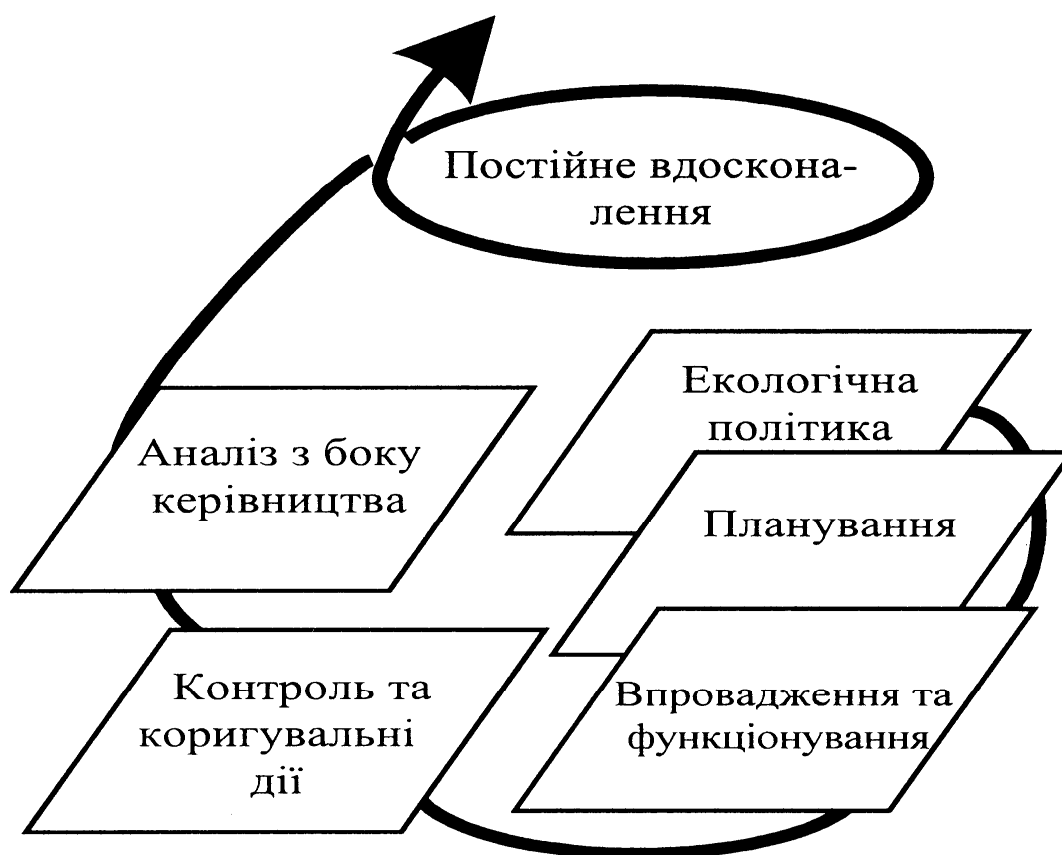 Постійне вдоскона-
лення
Екологічна
політика
Планування
Впровадження та
функціонування
Контроль та
коригувальні
дії
Аналіз з боку
керівництва